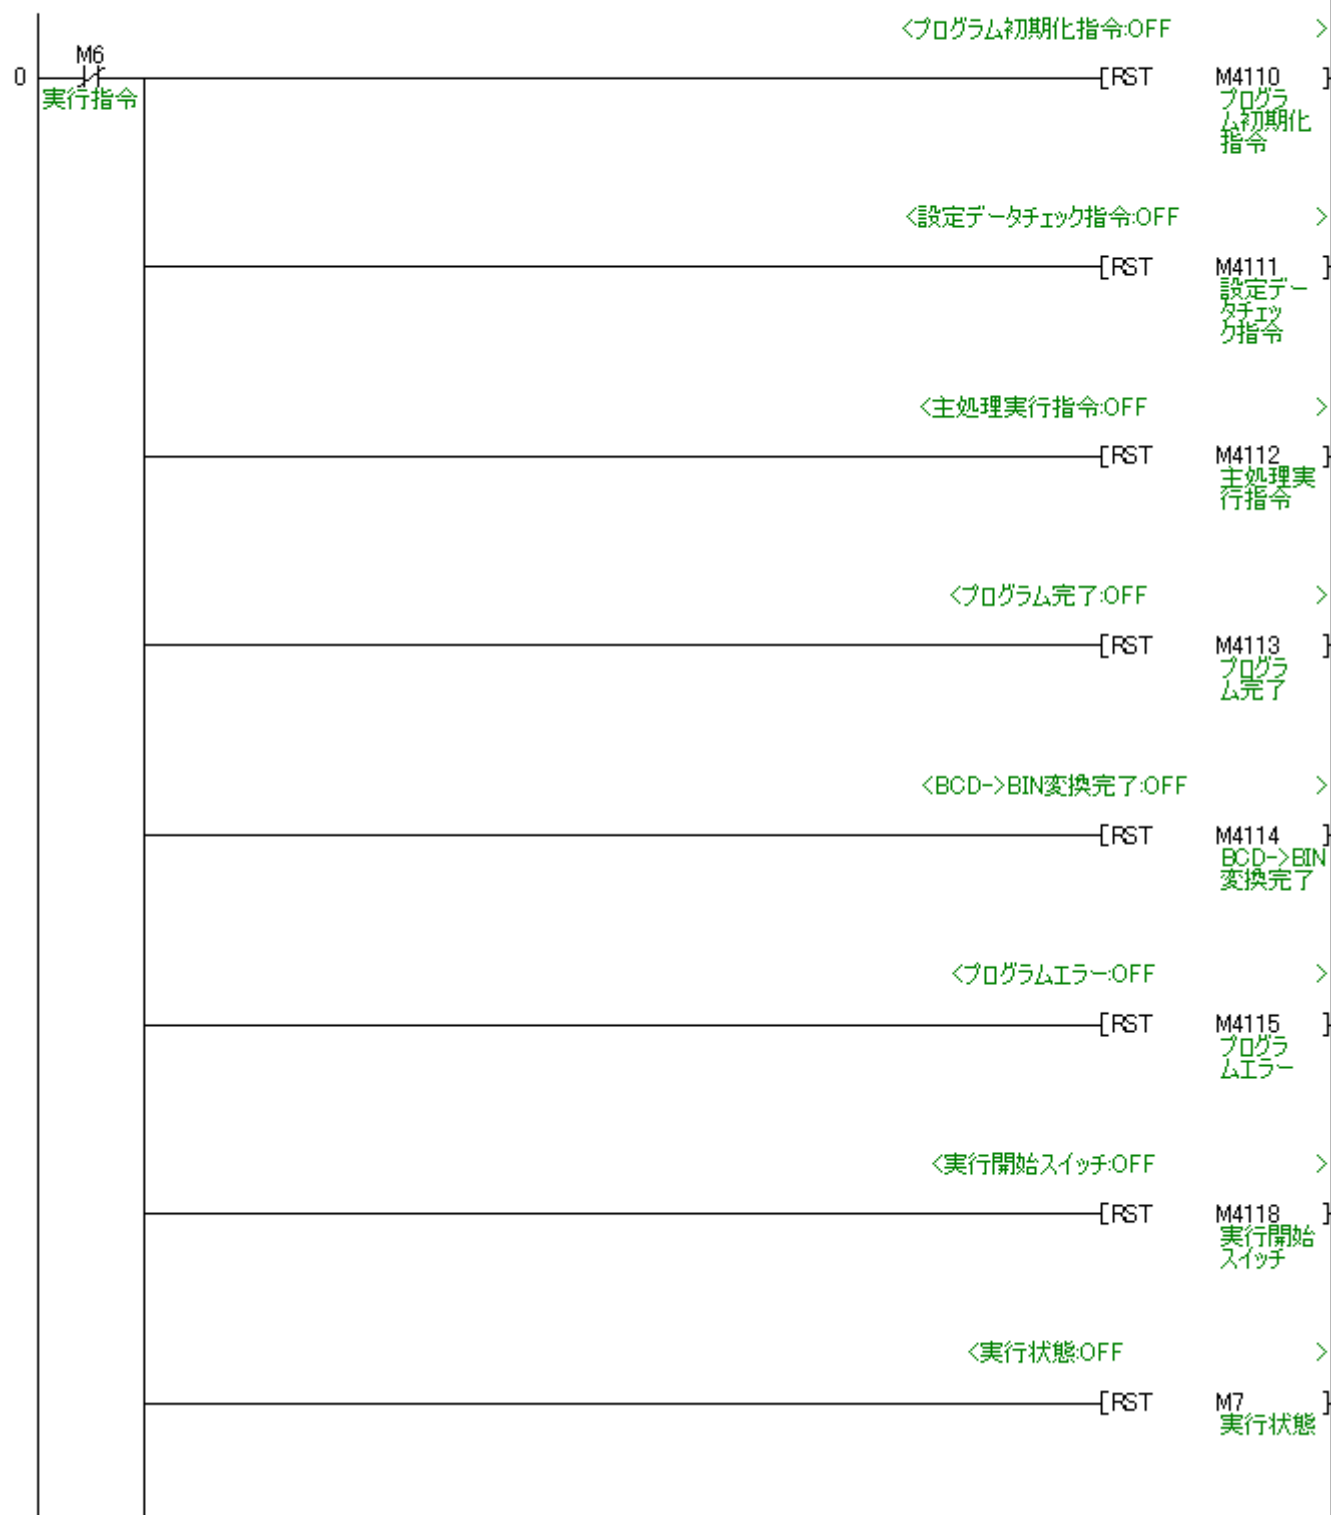 <プログラム初期化指令:OFF >
M6
0 [RST M4110 ]
実行指令
プログラ
ム初期化
指令
<設定データチェック指令:OFF >
[RST M4111 ]
設定デー
タチェッ
ク指令
<主処理実行指令:OFF >
[RST M4112 ]
主処理実
行指令
<プログラム完了:OFF >
[RST M4113 ]
プログラ
ム完了
<BCD->BIN変換完了:OFF >
[RST M4114 ]
BCD->BIN
変換完了
<プログラムエラー:OFF >
[RST M4115 ]
プログラ
ムエラー
<実行開始スイッチ:OFF >
[RST M4118 ]
実行開始
スイッチ
<実行状態:OFF >
[RST M7 ]
実行状態